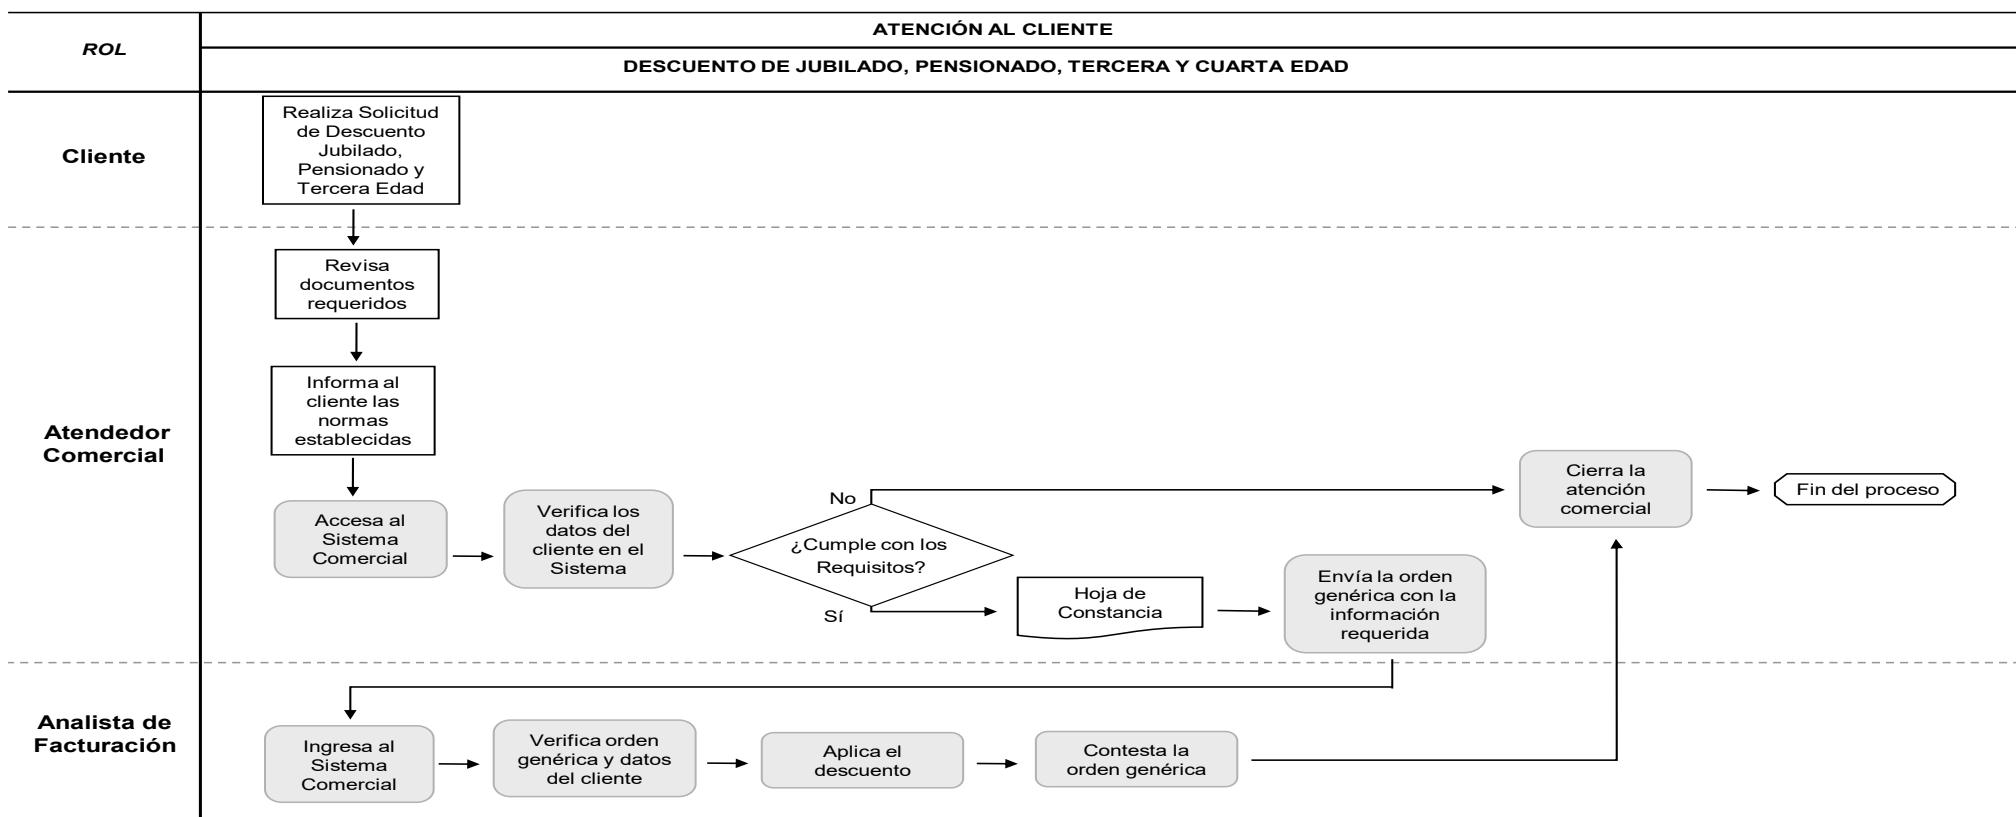 ROL
ATENCIÓN AL CLIENTE
DESCUENTO DE JUBILADO, PENSIONADO, TERCERA Y CUARTA EDAD
Cliente
Realiza Solicitud
de Descuento
Jubilado,
Pensionado y
Tercera Edad
Atendedor
Comercial
Revisa
documentos
requeridos
Informa al
cliente las
normas
establecidas
Accesa al
Sistema
Comercial
Verifica los
datos del
cliente en el
Sistema
No
¿Cumple con los
Requisitos?
Sí
Hoja de
Constancia
Envía la orden
genérica con la
información
requerida
Cierra la
atención
comercial
Fin del proceso
Analista de
Facturación
Ingresa al
Sistema
Comercial
Verifica orden
genérica y datos
del cliente
Aplica el
descuento
Contesta la
orden genérica